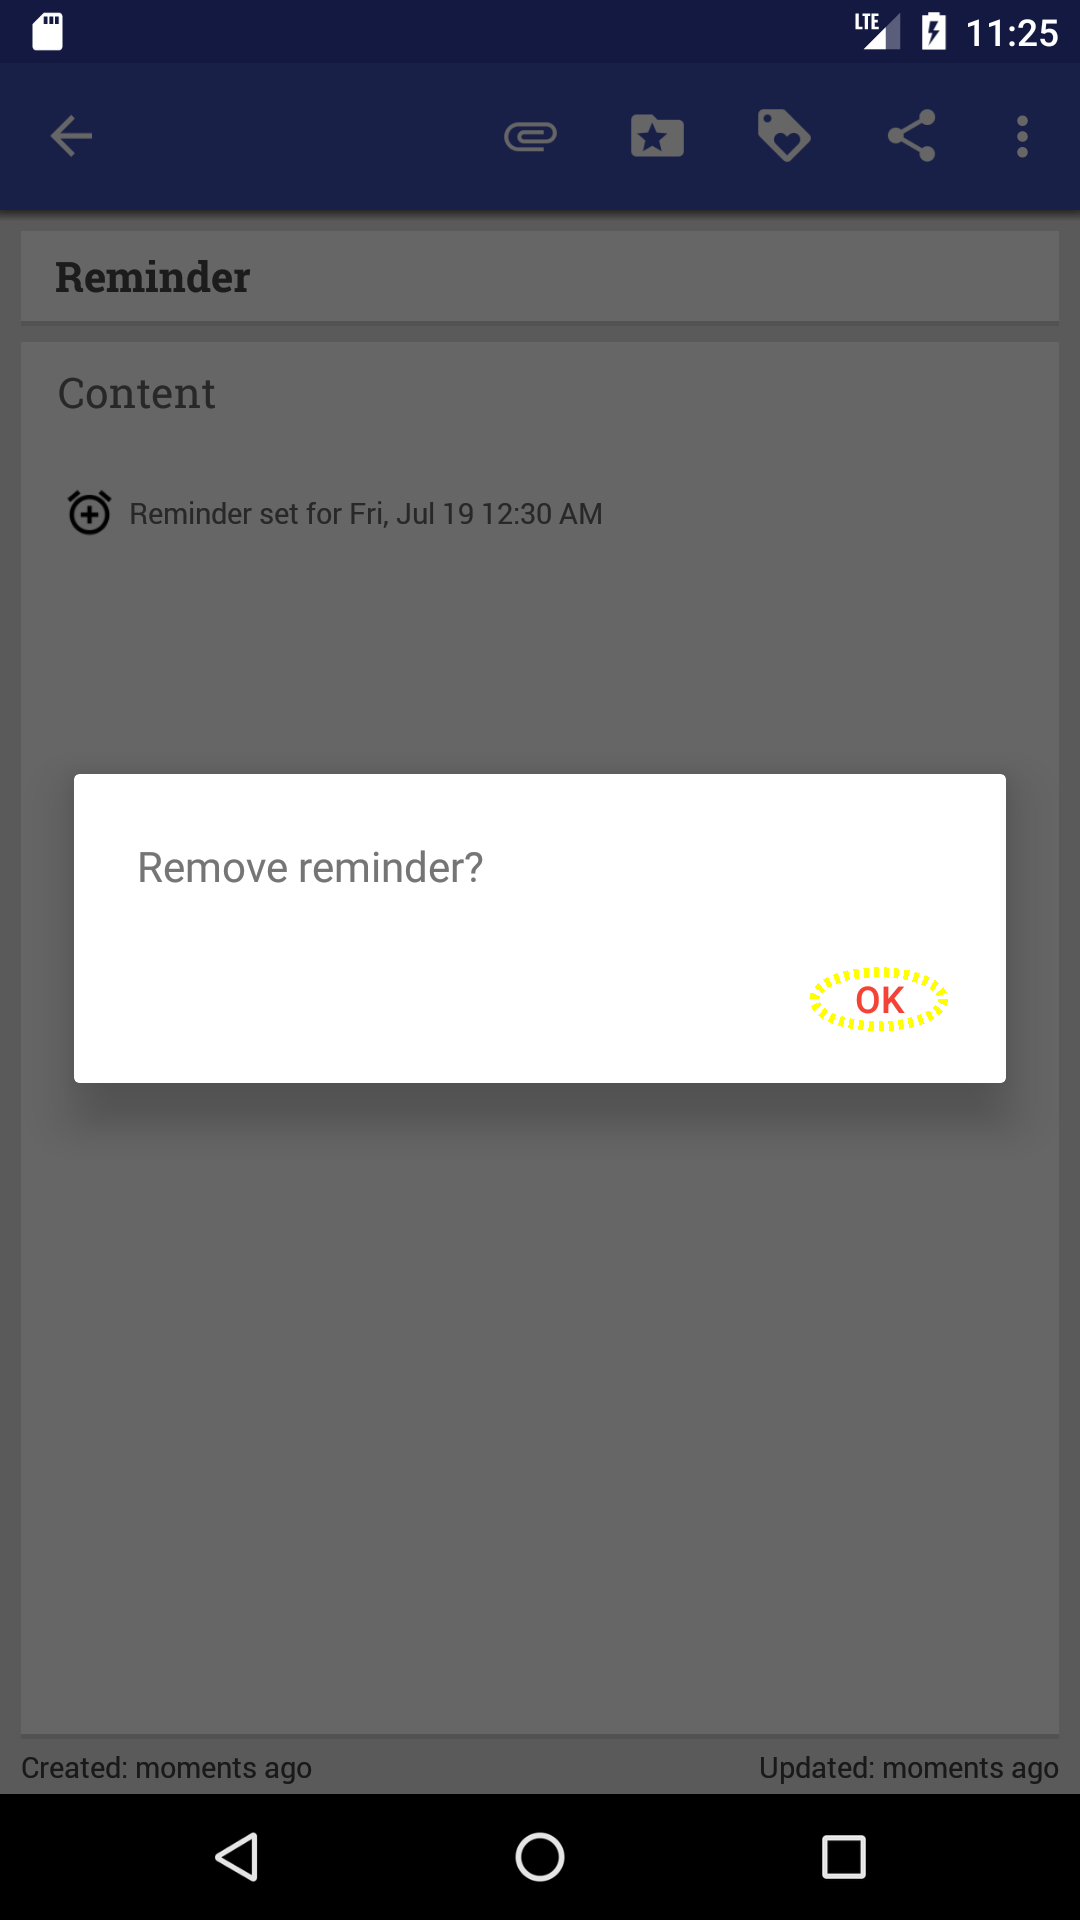 LTE 11:25
Reminder
Content
Reminder set for Fri, Jul 19 12:30 AM
Remove reminder?
OK
Created: moments ago Updated: moments ago